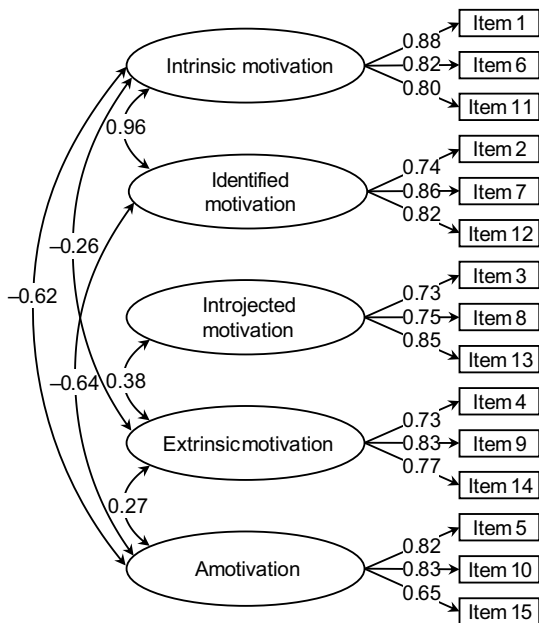 Item 1
0.88
Intrinsic motivation
0.82
Item 6
0.80
Item 11
0.96
Item 2
0.74
Identified
motivation
0.86
Item 7
0.82
Item 12
–0.26
–0.62
Item 3
0.73
Introjected
motivation
0.75
Item 8
0.85
Item 13
–0.64
0.38
Item 4
0.73
Extrinsic motivation
0.83
Item 9
0.77
Item 14
0.27
Item 5
0.82
Amotivation
0.83
Item 10
0.65
Item 15